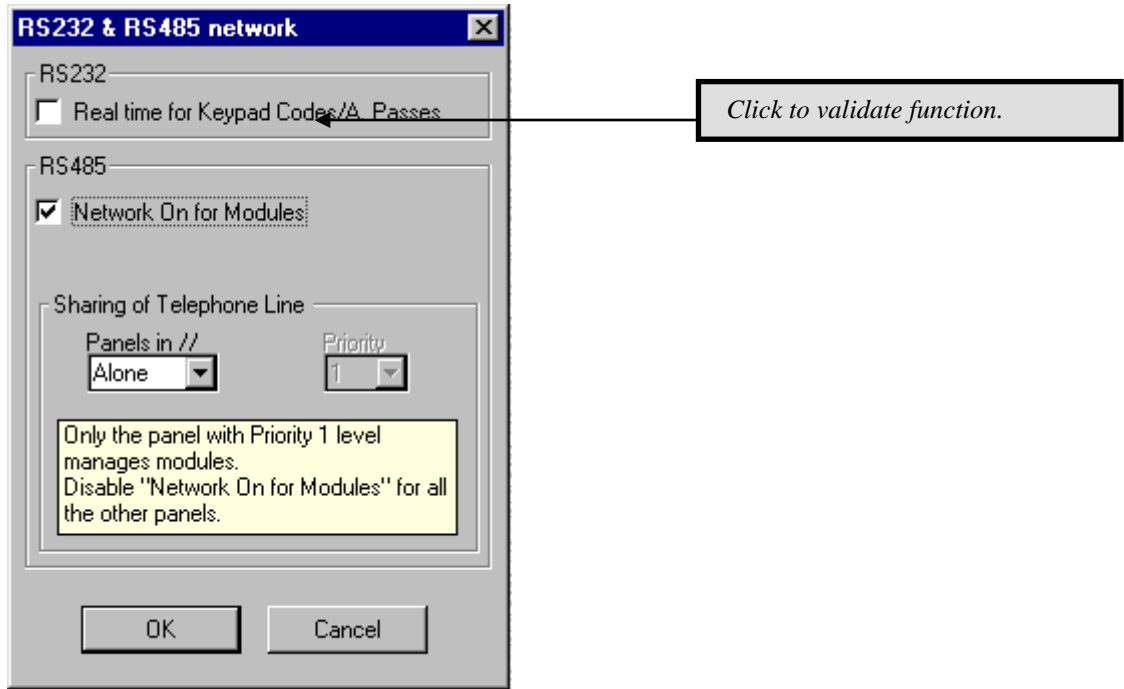 RS232 & RS485 network
RS232
Real time for Keypad Codes/A. Passes
Click to validate function.
RS485
Network On for Modules
Sharing of Telephone Line
Panels in //
Priority
Alone
1
Only the panel with Priority 1 level
manages modules.
Disable "Network On for Modules" for all
the other panels.
OK
Cancel